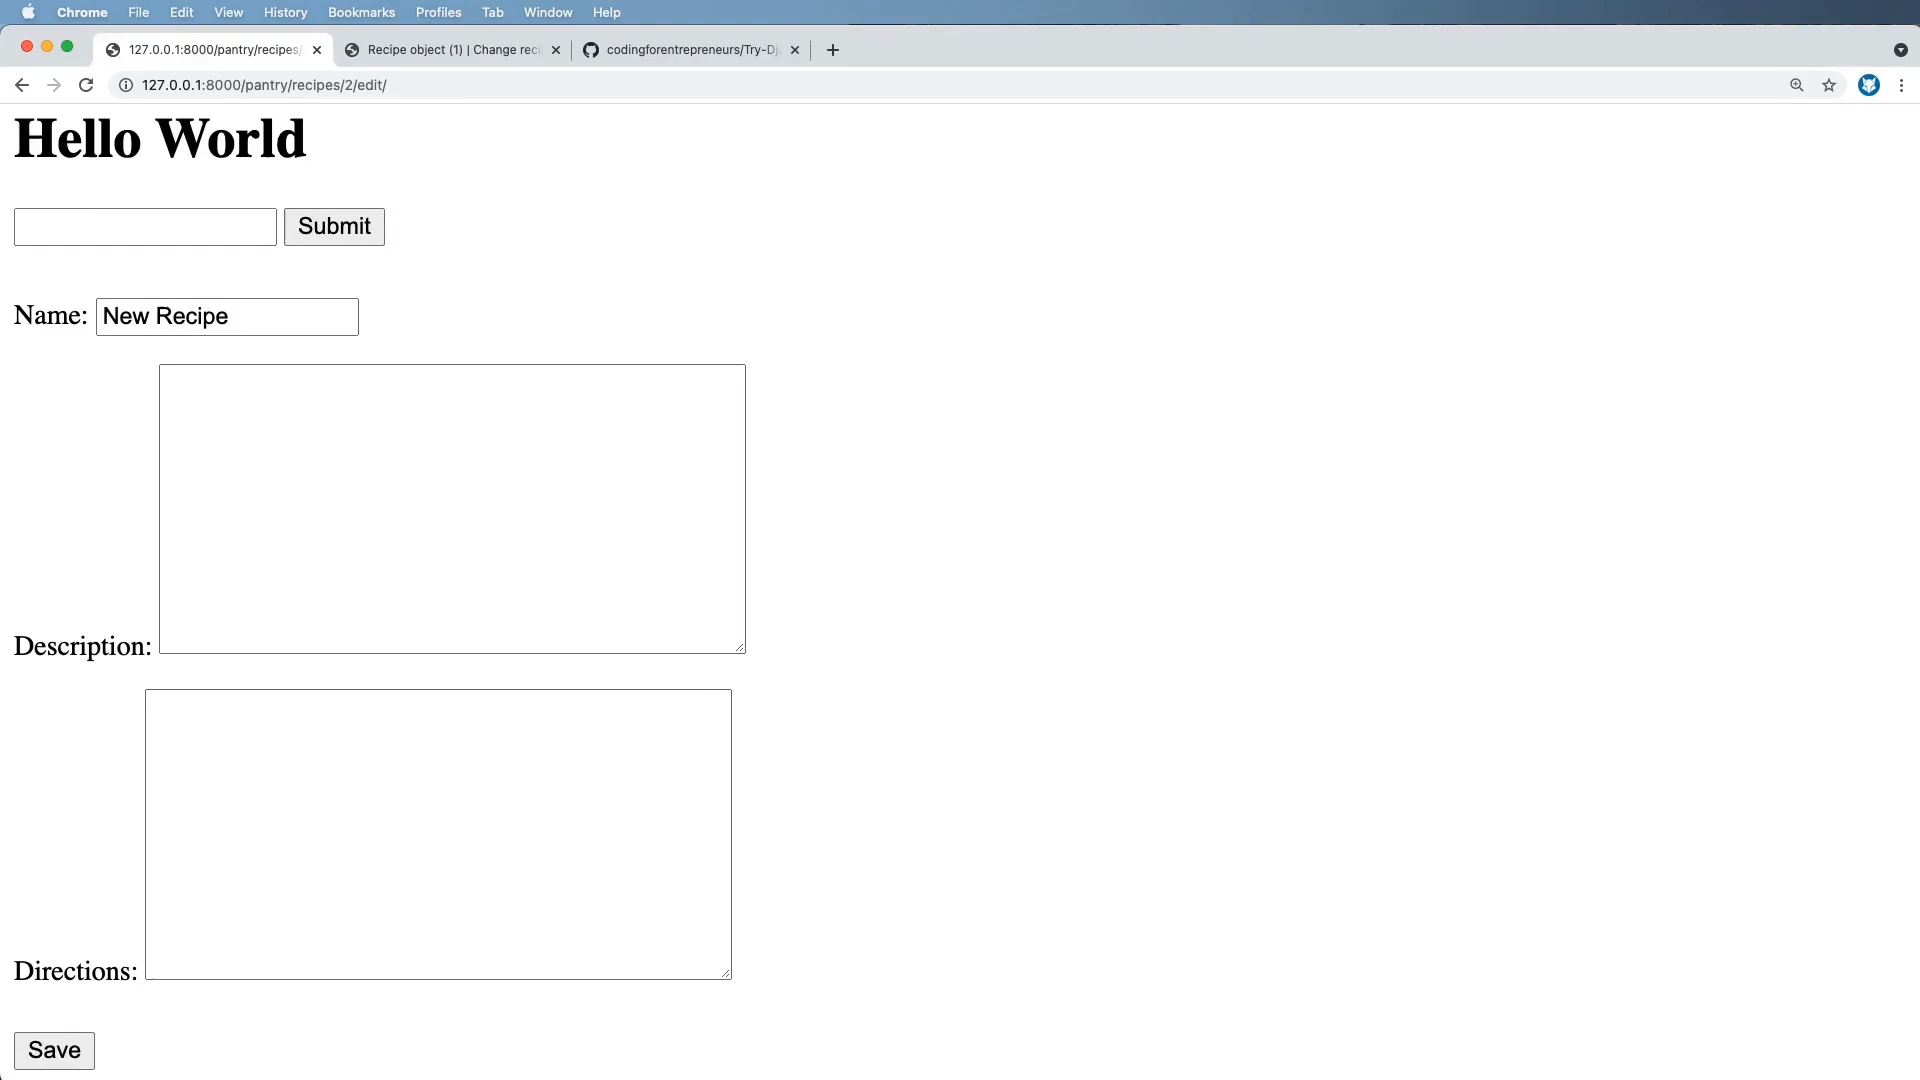 Chrome File Edit View History Bookmarks Profiles Tab Window Help
127.0.0.1:8000/pantry/recipes/ Recipe object (1) | Change reci codingforentrepreneurs/Try-Dj
127.0.0.1:8000/pantry/recipes/2/edit/
Hello World
Submit
Name: New Recipe
Description:
Directions:
Save